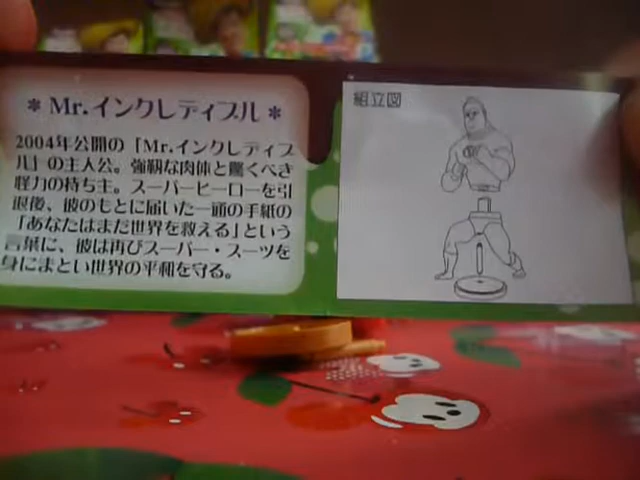 ＊Mr.インクレディブル＊
2004年公開の「Mr.インクレディブ
ル」の主人公。強靱な肉体と驚くべき
怪力の持ち主。スーパーヒーローを引
退後、彼のもとに届いた一通の手紙の
「あなたはまだ世界を救える」という
言葉に、彼は再びスーパー・スーツを
身にまとい世界の平和を守る。
組立図